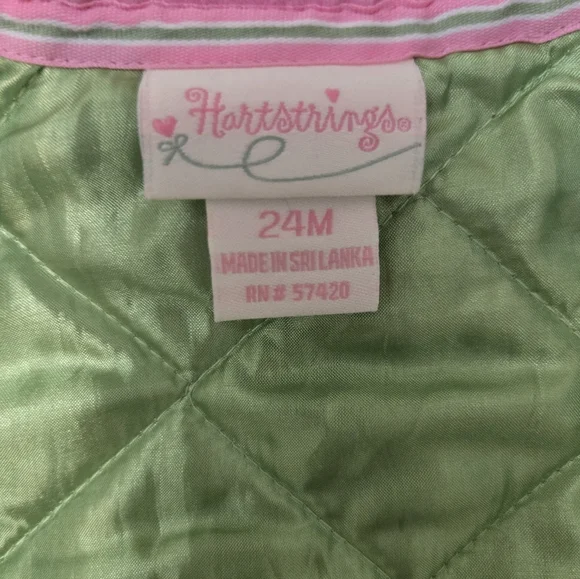 Hartstrings®
24M
MADE IN SRI LANKA
RN# 57420